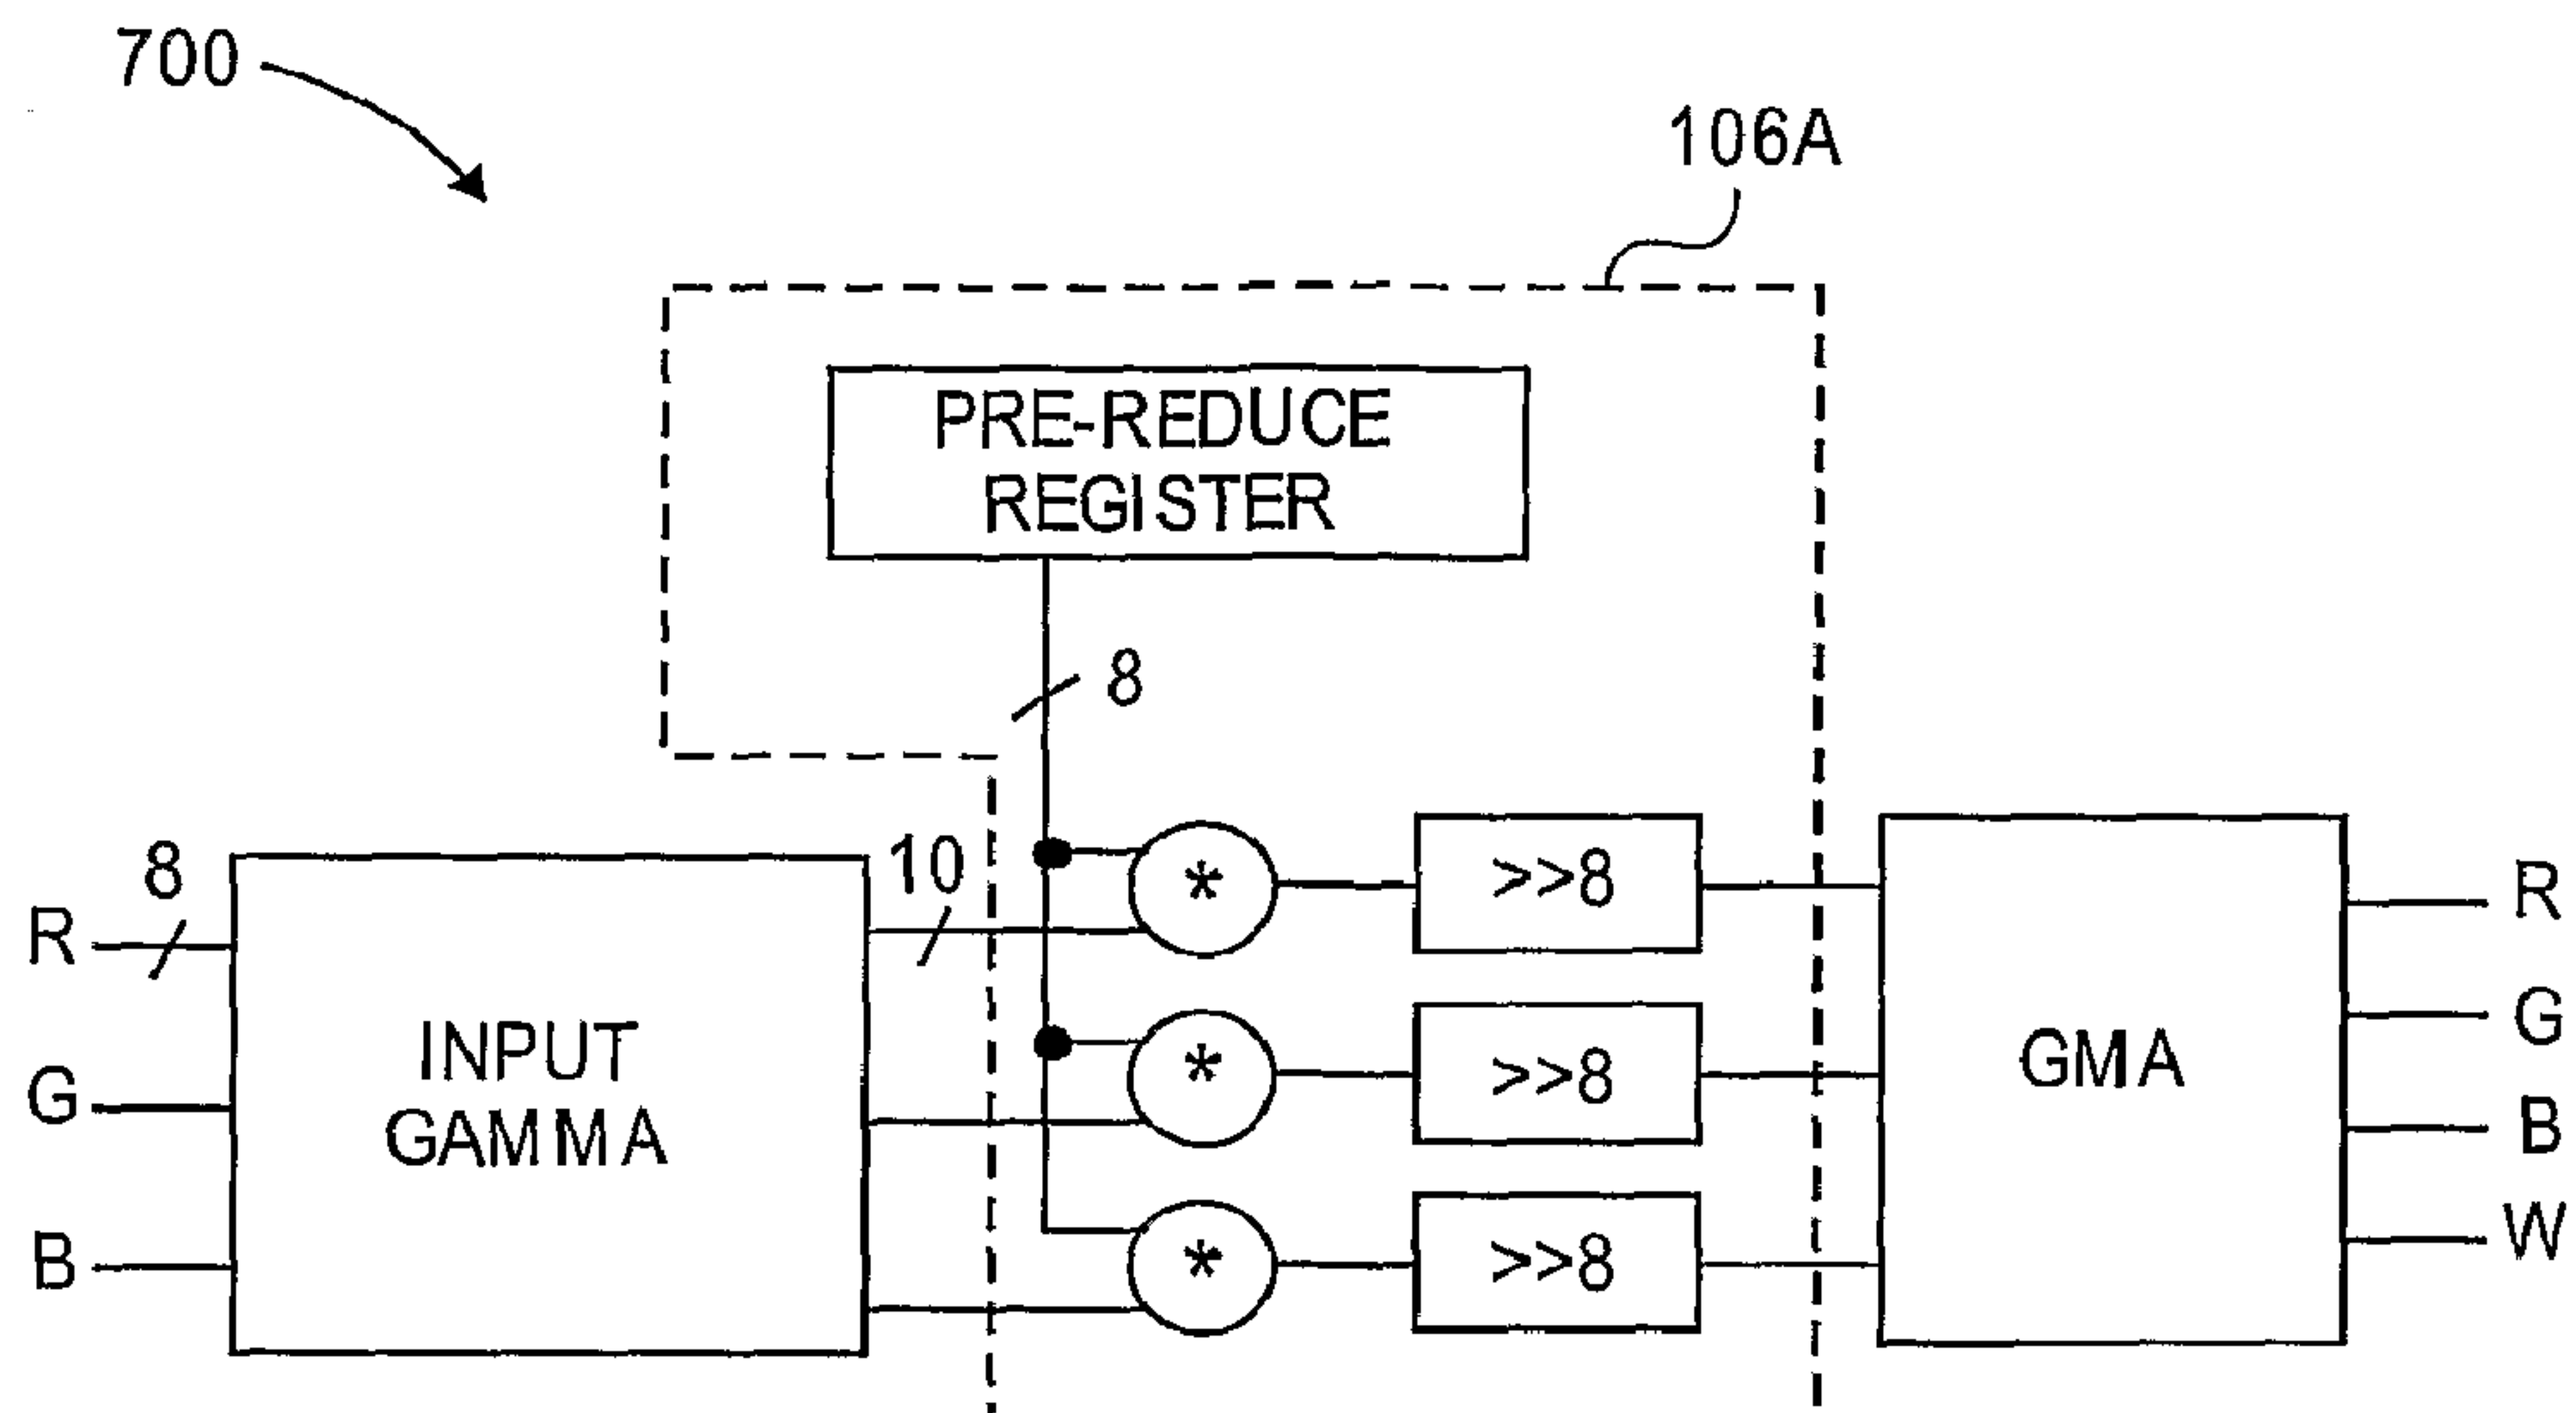 700
106A
PRE-REDUCE
REGISTER
8
8
10
R
G
B
INPUT
GAMMA
*
*
*
>>8
>>8
>>8
GMA
R
G
B
W